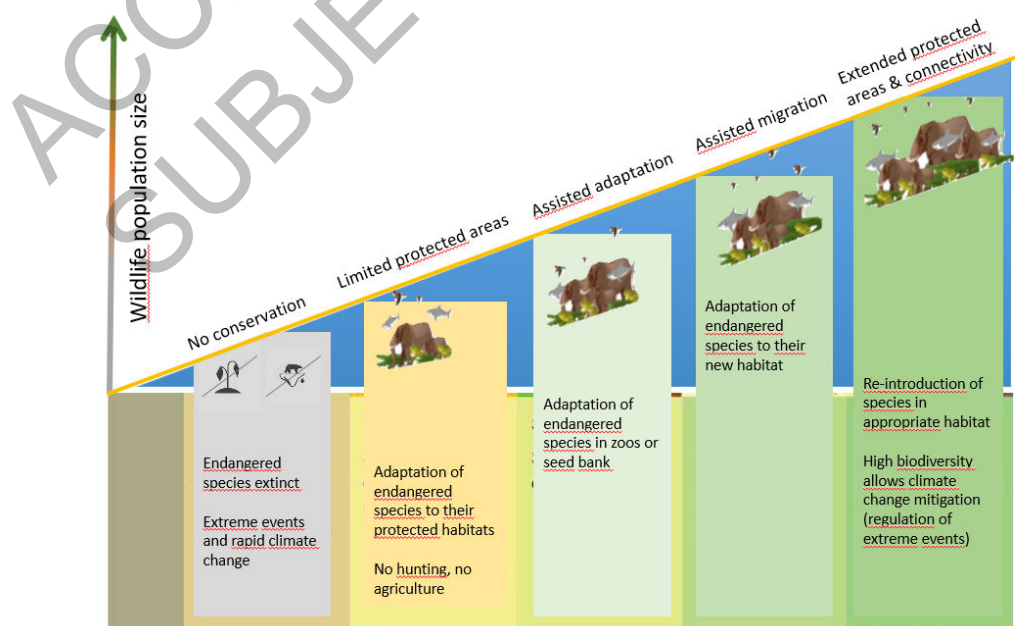 ACC
SUBJE
Wildlife population size
No conservation
Limited protected areas
Assisted adaptation
Assisted migration
Extended protected
areas & connectivity
Endangered
species extinct
Extreme events
and rapid climate
change
Adaptation of
endangered
species to their
protected habitats
No hunting, no
agriculture
Adaptation of
endangered
species in zoos or
seed bank
Adaptation of
endangered
species to their
new habitat
Re-introduction of
species in
appropriate habitat
High biodiversity
allows climate
change mitigation
(regulation of
extreme events)